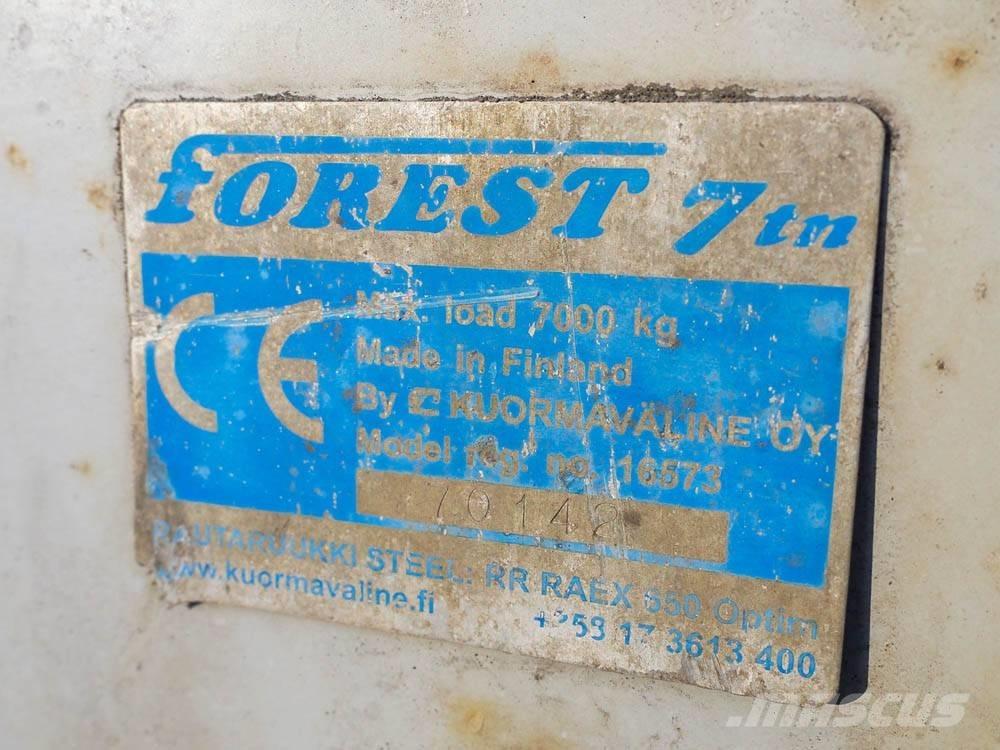 fOREST 7tn
CE
Max. load 7000 kg
Made in Finland
By KUORMAVÄLINE OY
Model reg. no. 16573
70142
RAUTARUUKKI STEEL: RR RAEX 650 Optim
www.kuormavaline.fi
+358 17 3613 400
MASCUS